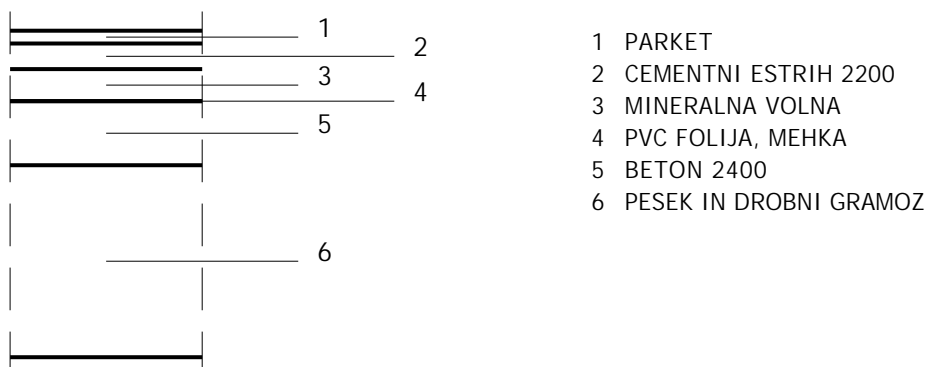 1
2
3
4
5
6
1 PARKET
2 CEMENTNI ESTRIH 2200
3 MINERALNA VOLNA
4 PVC FOLIJA, MEHKA
5 BETON 2400
6 PESEK IN DROBNI GRAMOZ